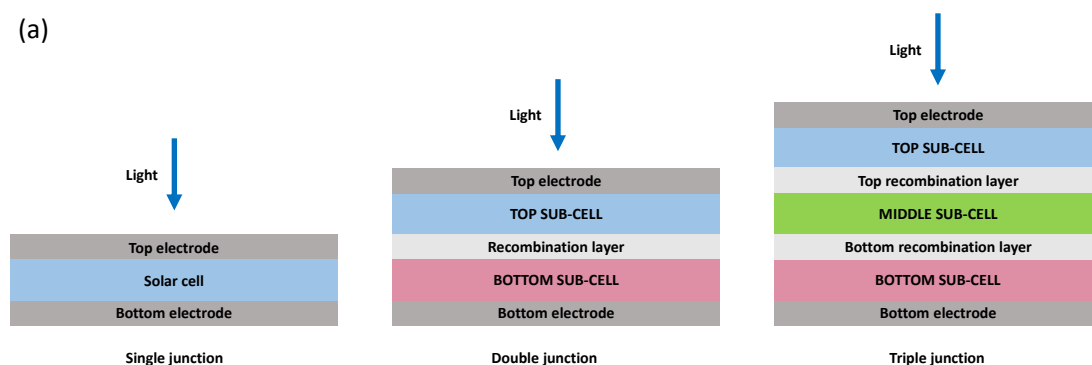 (a)
Light
Top electrode
Solar cell
Bottom electrode
Single junction
Light
Top electrode
TOP SUB-CELL
Recombination layer
BOTTOM SUB-CELL
Bottom electrode
Double junction
Light
Top electrode
TOP SUB-CELL
Top recombination layer
MIDDLE SUB-CELL
Bottom recombination layer
BOTTOM SUB-CELL
Bottom electrode
Triple junction